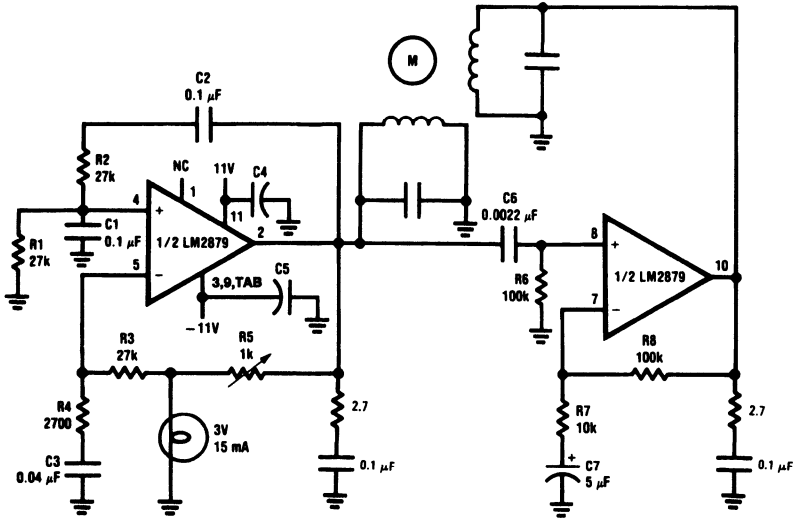 M
C2
0.1 μF
R2
27k
NC
1
11V
C4
11
4
+
C1
0.1 μF
1/2 LM2879
2
R1
27k
5
−
3,9,TAB
C5
−11V
C6
0.0022 μF
8
+
R6
100k
1/2 LM2879
10
7
−
R3
27k
R5
1k
R8
100k
R4
2700
2.7
3V
15 mA
C3
0.04 μF
0.1 μF
R7
10k
2.7
+
C7
5 μF
0.1 μF